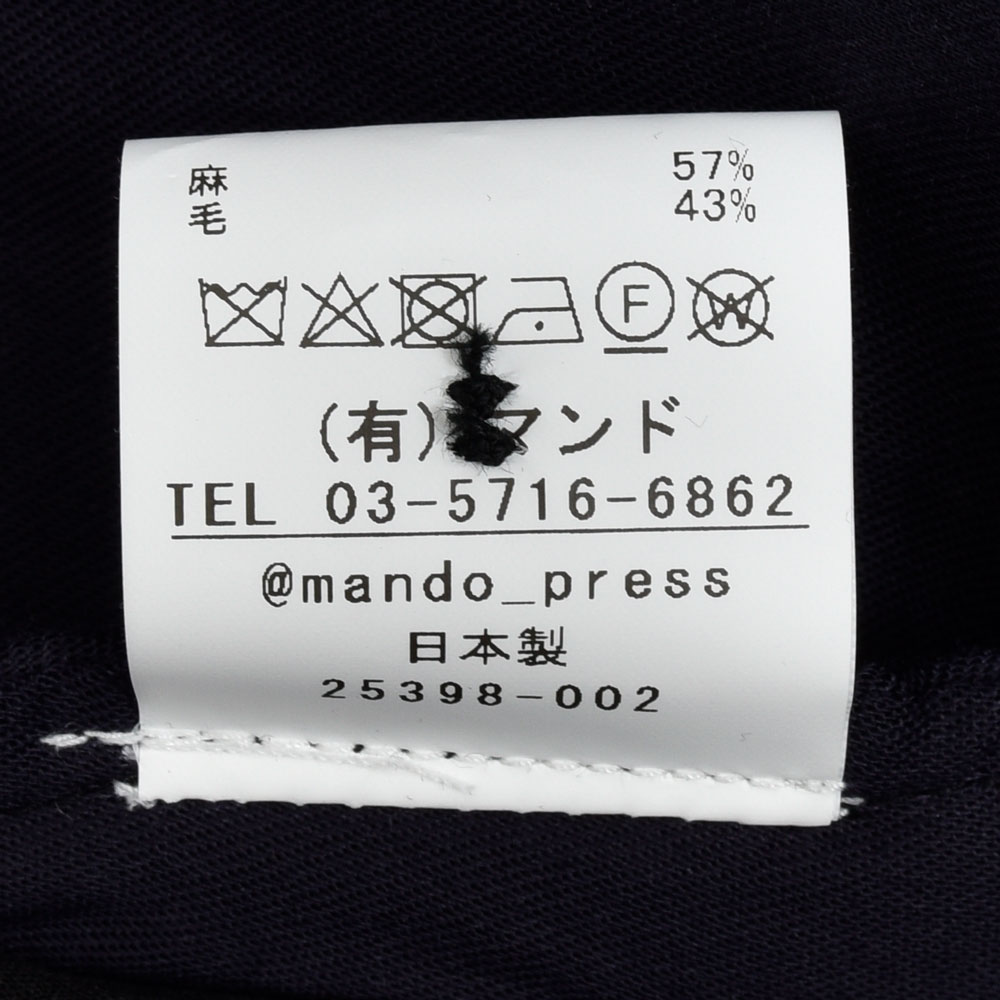 麻 57%
毛 43%
F W
(有)マンド
TEL 03-5716-6862
@mando_press
日本製
25398-002